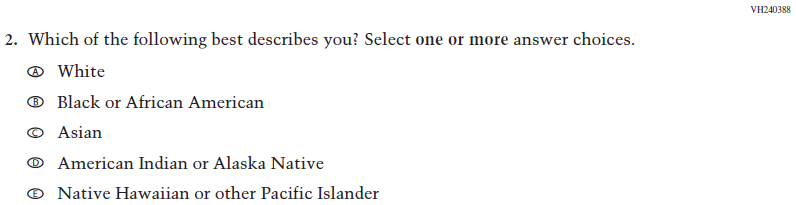 VH240388
2. Which of the following best describes you? Select one or more answer choices.
A White
B Black or African American
C Asian
D American Indian or Alaska Native
E Native Hawaiian or other Pacific Islander